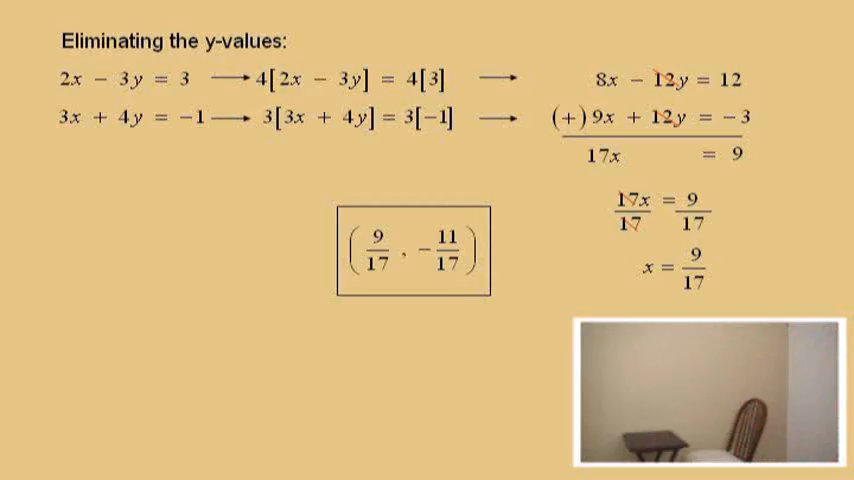 Eliminating the y-values:
2x − 3y = 3 ⟶ 4[2x − 3y] = 4[3] ⟶ 8x − 12y = 12
3x + 4y = −1 ⟶ 3[3x + 4y] = 3[−1] ⟶ (+) 9x + 12y = −3
17x = 9
17x/17 = 9/17
(9/17, −11/17)
x = 9/17